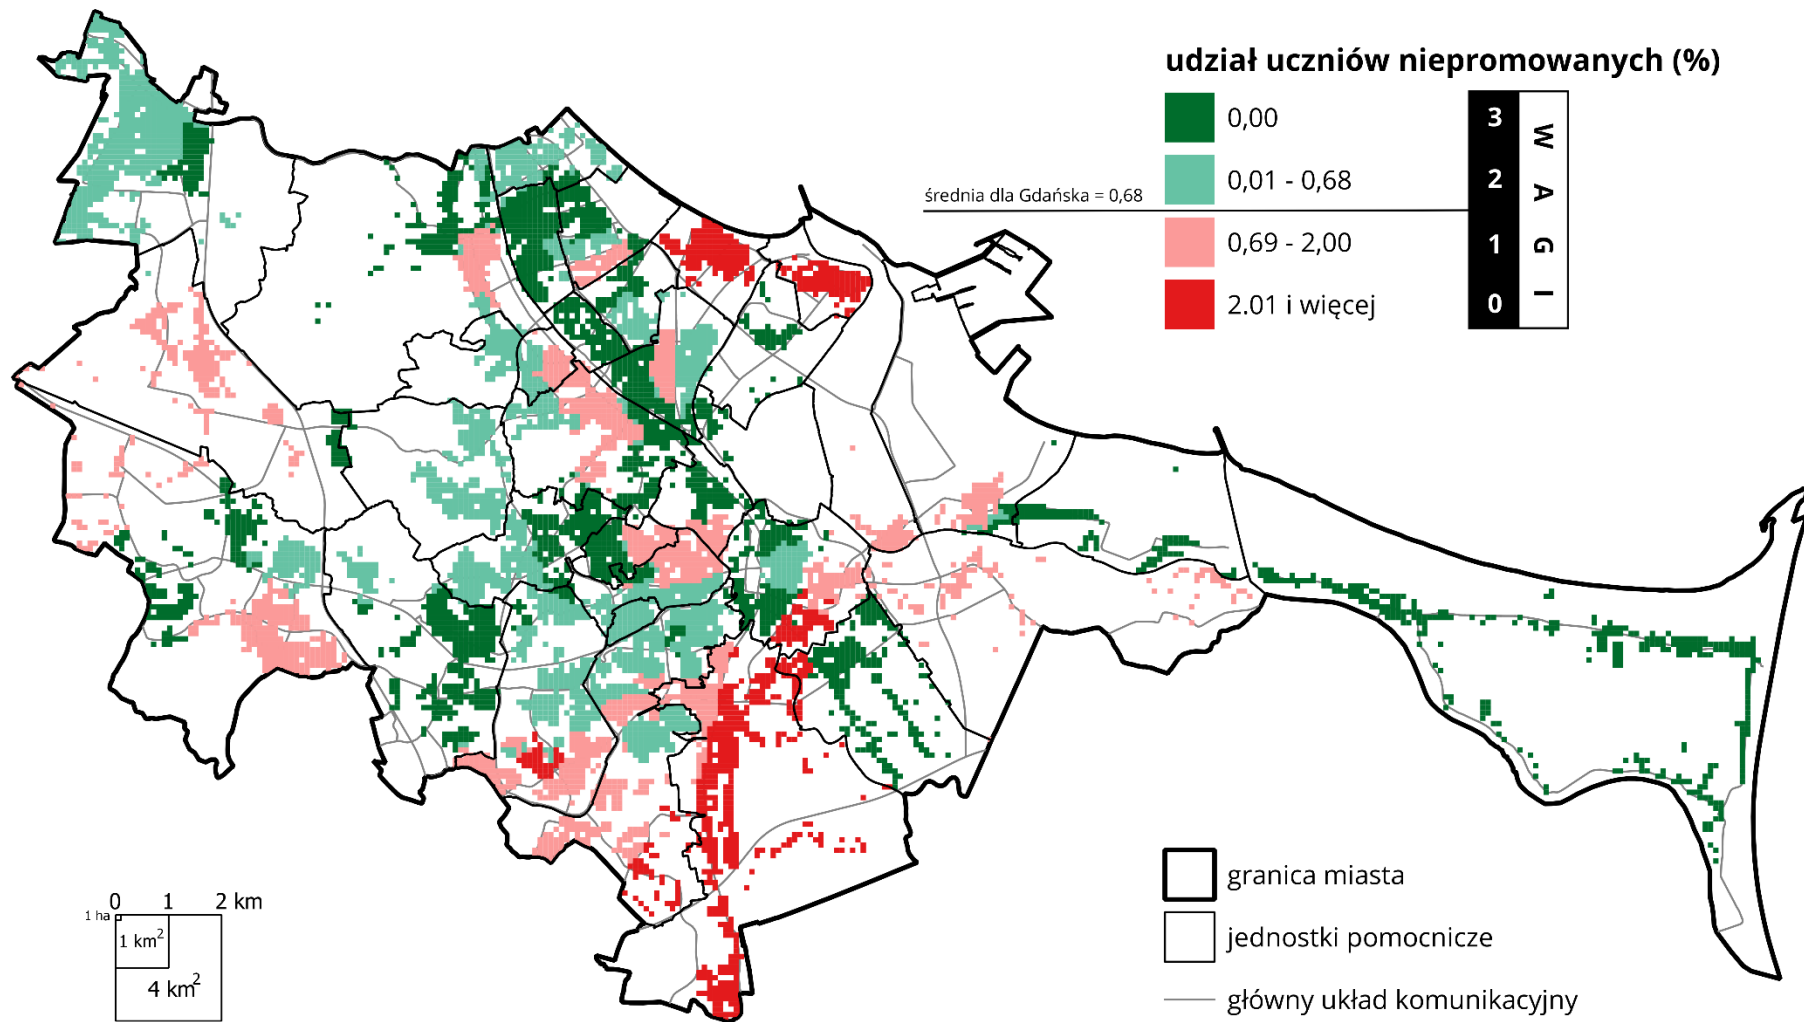 udział uczniów niepromowanych (%)
0,00
0,01 - 0,68
średnia dla Gdańska = 0,68
0,69 - 2,00
2.01 i więcej
3
2
1
0
W A G I
granica miasta
jednostki pomocnicze
główny układ komunikacyjny
0 1 2 km
1 ha
1 km²
4 km²